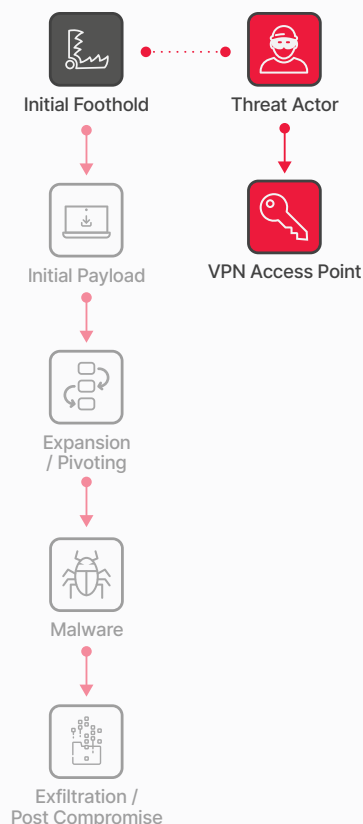 Initial Foothold
Threat Actor
Initial Payload
VPN Access Point
Expansion
/ Pivoting
Malware
Exfiltration /
Post Compromise